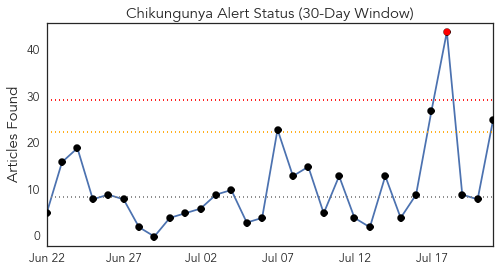 Chikungunya Alert Status (30-Day Window)
Articles Found
40
30
20
10
0
Jun 22 Jun 27 Jul 02 Jul 07 Jul 12 Jul 17